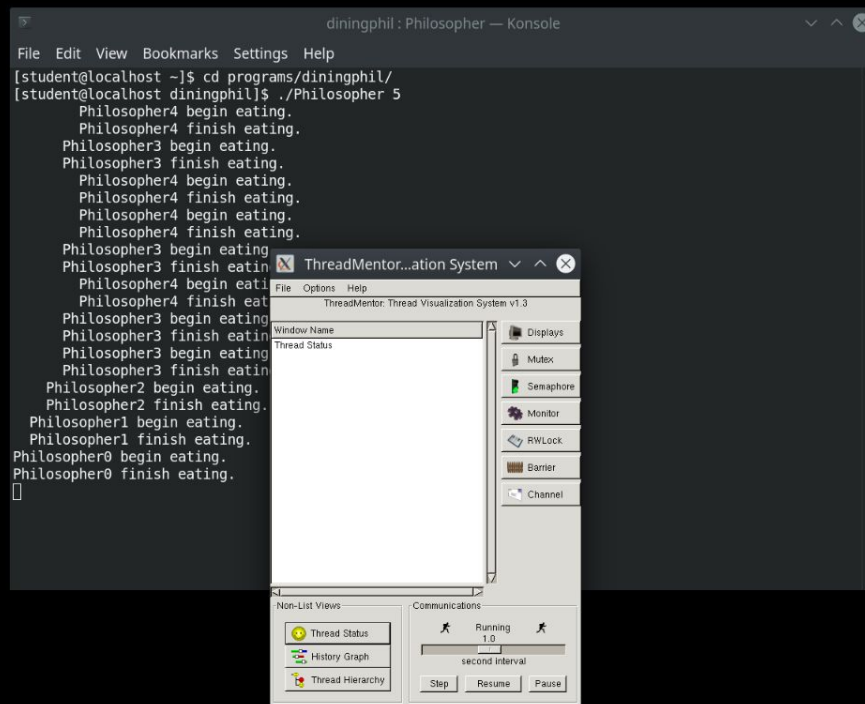 diningphil : Philosopher — Konsole
File Edit View Bookmarks Settings Help
[student@localhost ~]$ cd programs/diningphil/
[student@localhost diningphil]$ ./Philosopher 5
Philosopher4 begin eating.
Philosopher4 finish eating.
Philosopher3 begin eating.
Philosopher3 finish eating.
Philosopher4 begin eating.
Philosopher4 finish eating.
Philosopher4 begin eating.
Philosopher4 finish eating.
Philosopher3 begin eating
Philosopher3 finish eatin
Philosopher4 begin eati
Philosopher4 finish eat
Philosopher3 begin eating
Philosopher3 finish eatin
Philosopher3 begin eating
Philosopher3 finish eatin
Philosopher2 begin eating.
Philosopher2 finish eating.
Philosopher1 begin eating.
Philosopher1 finish eating.
Philosopher0 begin eating.
Philosopher0 finish eating.
ThreadMentor...ation System
File Options Help
ThreadMentor: Thread Visualization System v1.3
Window Name
Thread Status
Displays
Mutex
Semaphore
Monitor
RWLock
Barrier
Channel
Non-List Views
Thread Status
History Graph
Thread Hierarchy
Communications
Running
1.0
second interval
Step Resume Pause